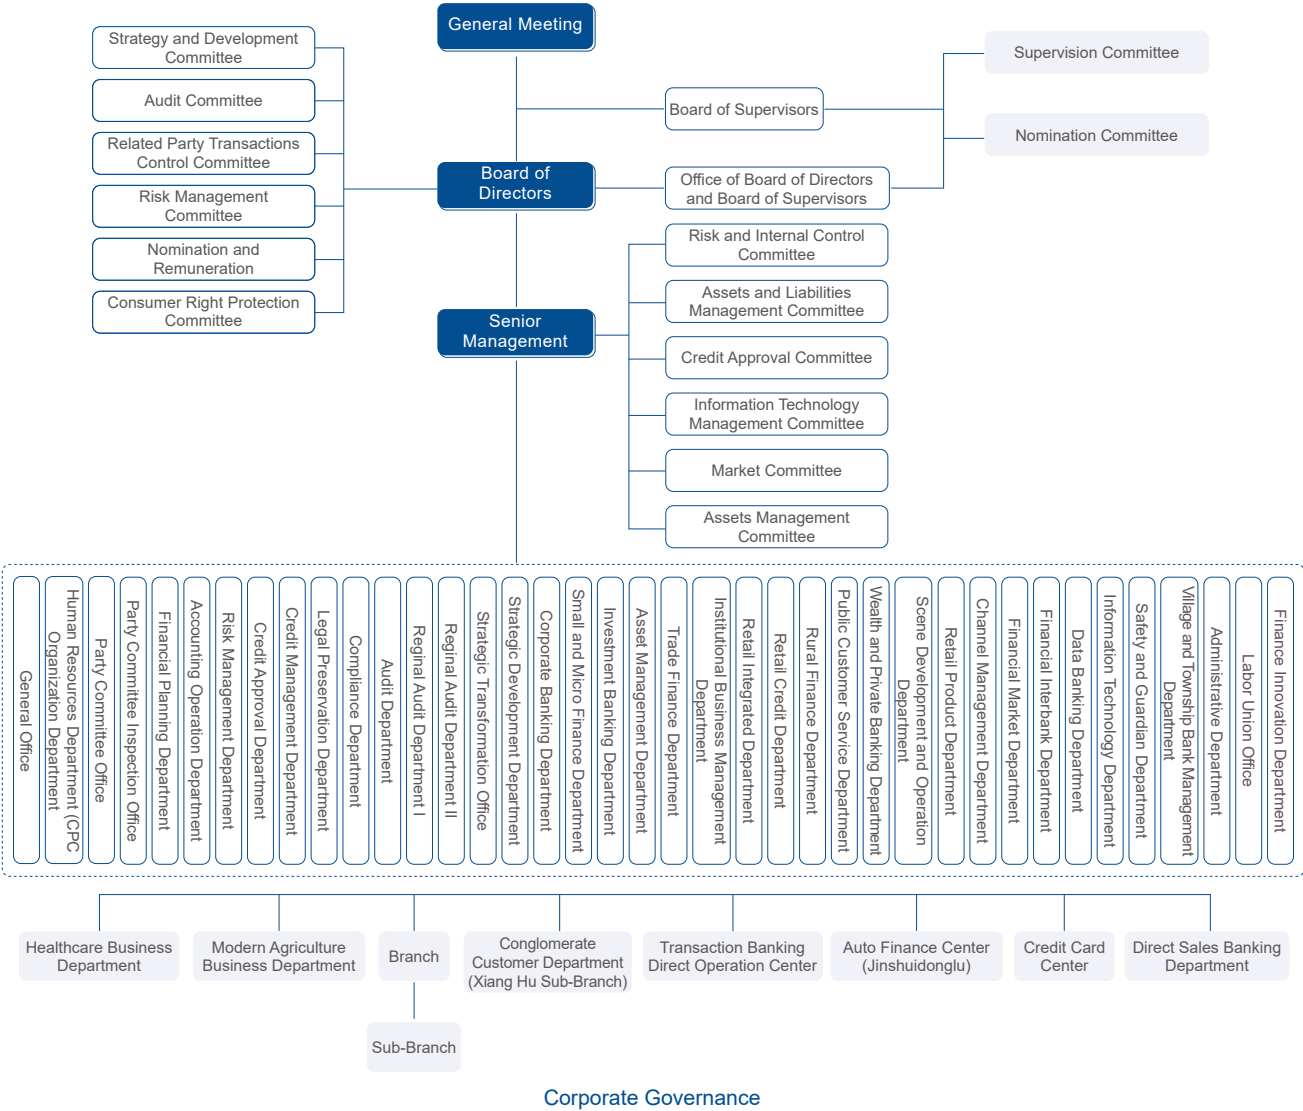 General Meeting
Strategy and Development
Committee
Audit Committee
Related Party Transactions
Control Committee
Risk Management
Committee
Nomination and
Remuneration
Consumer Right Protection
Committee
Supervision Committee
Board of Supervisors
Nomination Committee
Board of
Directors
Office of Board of Directors
and Board of Supervisors
Risk and Internal Control
Committee
Assets and Liabilities
Management Committee
Senior
Management
Credit Approval Committee
Information Technology
Management Committee
Market Committee
Assets Management
Committee
General Office
Human Resources Department (CPC
Organization Department
Party Committee Office
Party Committee Inspection Office
Financial Planning Department
Accounting Operation Department
Risk Management Department
Credit Approval Department
Credit Management Department
Legal Preservation Department
Compliance Department
Audit Department
Reginal Audit Department I
Reginal Audit Department II
Strategic Transformation Office
Strategic Development Department
Corporate Banking Department
Small and Micro Finance Department
Investment Banking Department
Asset Management Department
Trade Finance Department
Institutional Business Management
Department
Retail Integrated Department
Retail Credit Department
Rural Finance Department
Public Customer Service Department
Wealth and Private Banking Department
Scene Development and Operation
Department
Retail Product Department
Channel Management Department
Financial Market Department
Financial Interbank Department
Data Banking Department
Information Technology Department
Safety and Guardian Department
Village and Township Bank Management
Department
Administrative Department
Labor Union Office
Finance Innovation Department
Healthcare Business
Department
Modern Agriculture
Business Department
Branch
Conglomerate
Customer Department
(Xiang Hu Sub-Branch)
Transaction Banking
Direct Operation Center
Auto Finance Center
(Jinshuidonglu)
Credit Card
Center
Direct Sales Banking
Department
Sub-Branch
Corporate Governance